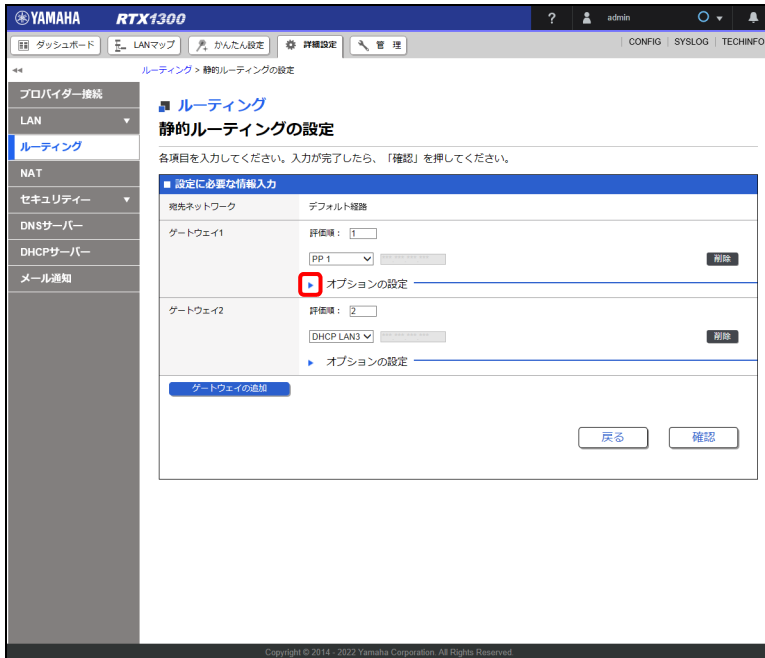 YAMAHA RTX1300 ? admin
ダッシュボード LANマップ かんたん設定 詳細設定 管 理 CONFIG SYSLOG TECHINFO
ルーティング > 静的ルーティングの設定
プロバイダー接続
LAN
ルーティング
NAT
セキュリティー
DNSサーバー
DHCPサーバー
メール通知
ルーティング
静的ルーティングの設定
各項目を入力してください。入力が完了したら、「確認」を押してください。
■ 設定に必要な情報入力
宛先ネットワーク デフォルト経路
ゲートウェイ1 評価順： 1
PP 1 削除
オプションの設定
ゲートウェイ2 評価順： 2
DHCP LAN3 削除
オプションの設定
ゲートウェイの追加
戻る 確認
Copyright © 2014 - 2022 Yamaha Corporation. All Rights Reserved.